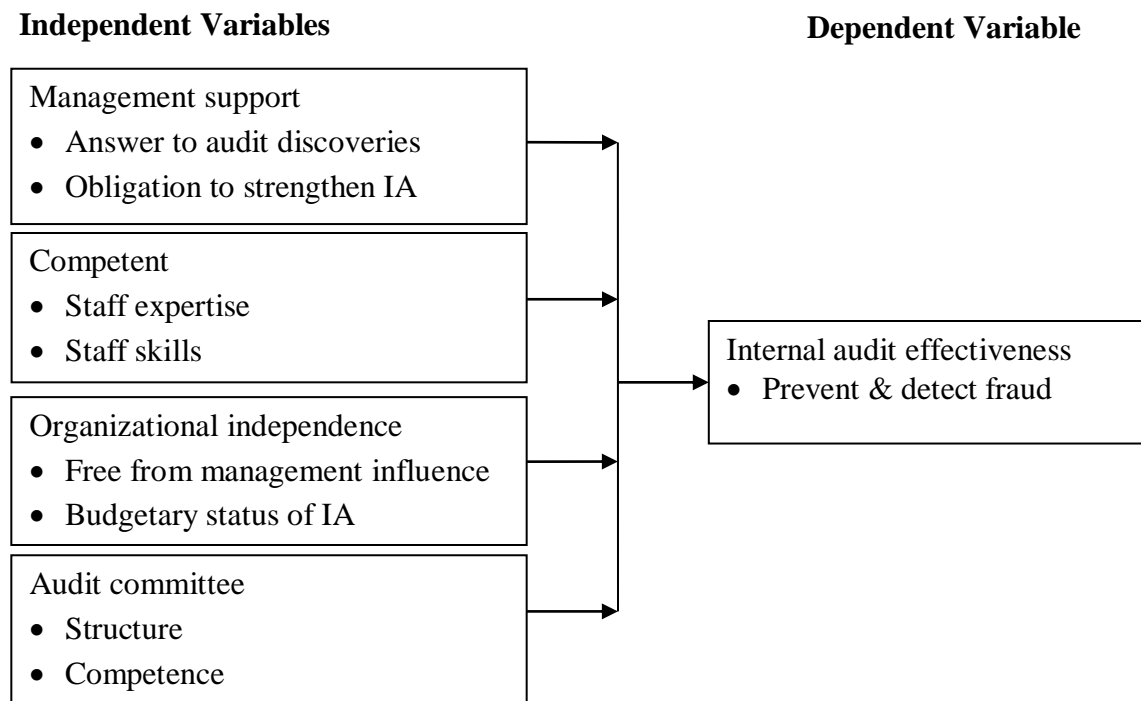 Independent Variables
Dependent Variable
Management support
• Answer to audit discoveries
• Obligation to strengthen IA
Competent
• Staff expertise
• Staff skills
Organizational independence
• Free from management influence
• Budgetary status of IA
Audit committee
• Structure
• Competence
Internal audit effectiveness
• Prevent & detect fraud